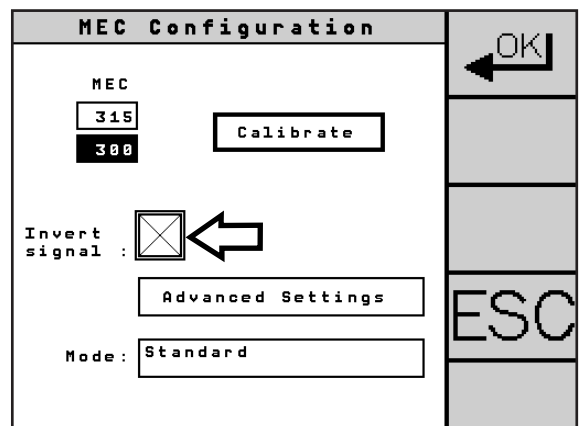 MEC Configuration
OK
MEC
315
Calibrate
300
Invert
signal :
Advanced Settings
ESC
Mode: Standard